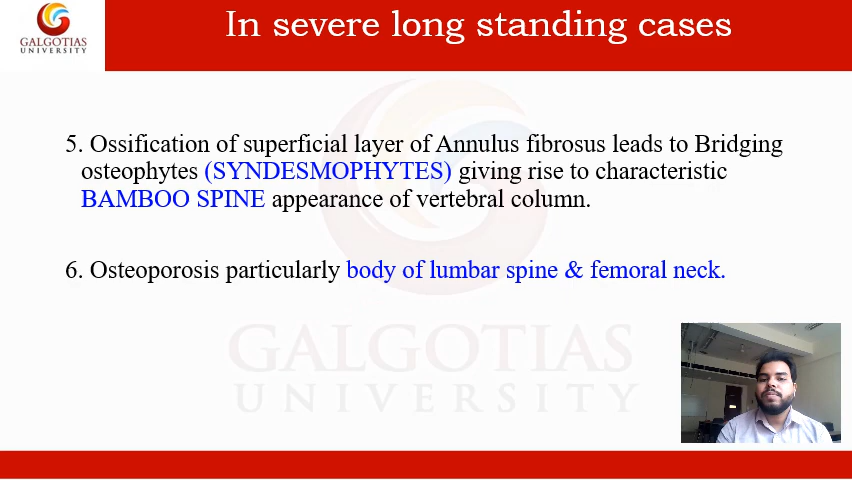 GALGOTIAS
UNIVERSITY
In severe long standing cases
5. Ossification of superficial layer of Annulus fibrosus leads to Bridging
osteophytes (SYNDESMOPHYTES) giving rise to characteristic
BAMBOO SPINE appearance of vertebral column.
6. Osteoporosis particularly body of lumbar spine & femoral neck.
GALGOTIAS
UNIVERSITY